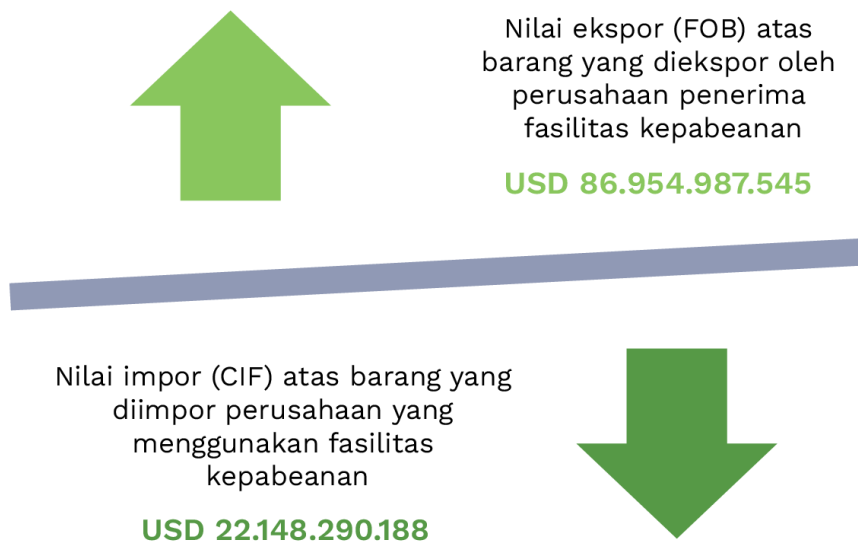 Nilai ekspor (FOB) atas
barang yang diekspor oleh
perusahaan penerima
fasilitas kepabeanan
USD 86.954.987.545
Nilai impor (CIF) atas barang yang
diimpor perusahaan yang
menggunakan fasilitas
kepabeanan
USD 22.148.290.188